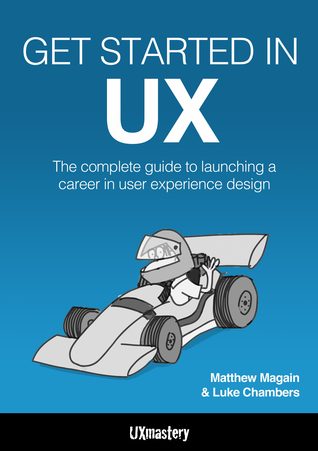 GET STARTED IN
UX
The complete guide to launching a
career in user experience design
Matthew Magain
& Luke Chambers
UXmastery